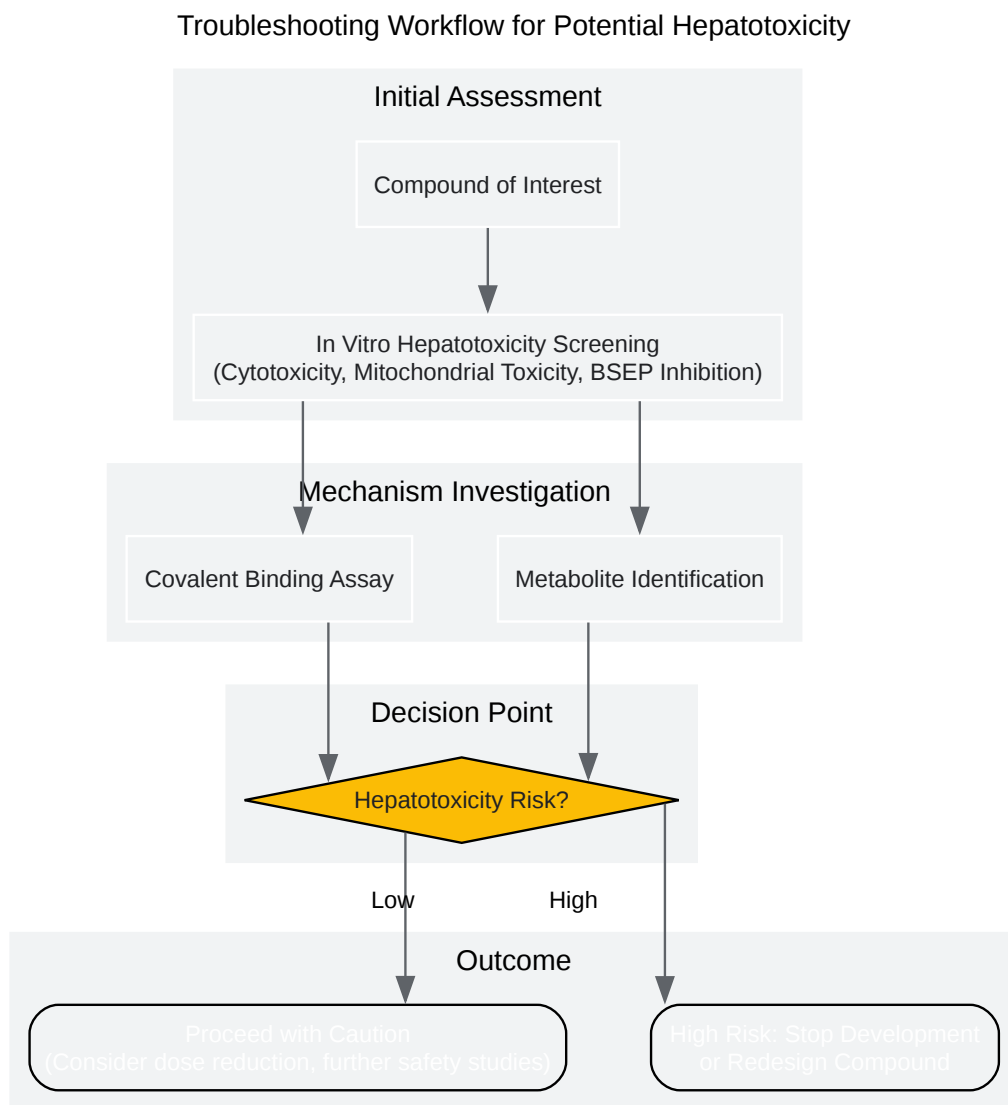 Troubleshooting Workflow for Potential Hepatotoxicity
Initial Assessment
Compound of Interest
In Vitro Hepatotoxicity Screening
(Cytotoxicity, Mitochondrial Toxicity, BSEP Inhibition)
Mechanism Investigation
Covalent Binding Assay
Metabolite Identification
Decision Point
Hepatotoxicity Risk?
Low
High
Outcome
Proceed with Caution
(Consider dose reduction, further safety studies)
High Risk: Stop Development
or Redesign Compound